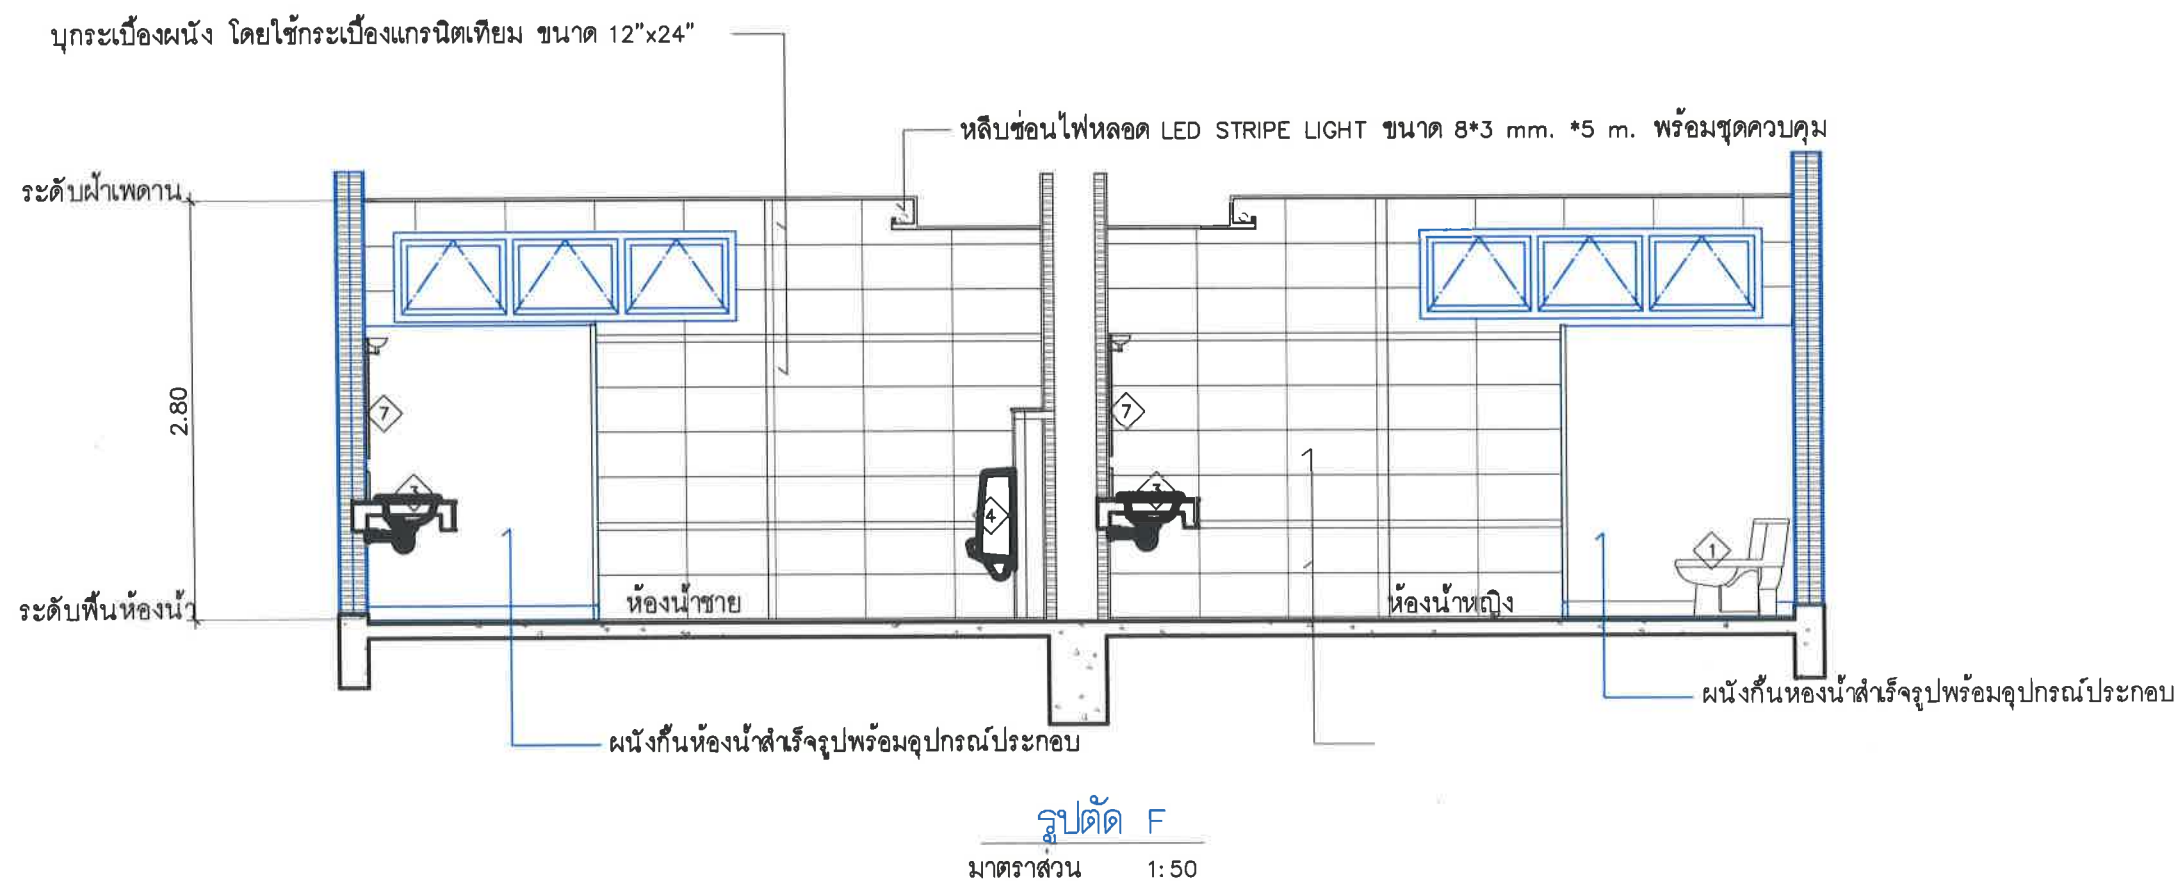 บุกระเบื้องผนัง โดยใช้กระเบื้องแกรนิตเทียม ขนาด 12"x24"
หลืบซ่อนไฟหลอด LED STRIPE LIGHT ขนาด 8*3 mm. *5 m. พร้อมชุดควบคุม
ระดับฝ้าเพดาน
2.80
7
7
3
3
4
1
ระดับพื้นห้องน้ำ
ห้องน้ำชาย
ห้องน้ำหญิง
ผนังกั้นห้องน้ำสำเร็จรูปพร้อมอุปกรณ์ประกอบ
ผนังกั้นห้องน้ำสำเร็จรูปพร้อมอุปกรณ์ประกอบ
รูปตัด F
มาตราส่วน 1:50